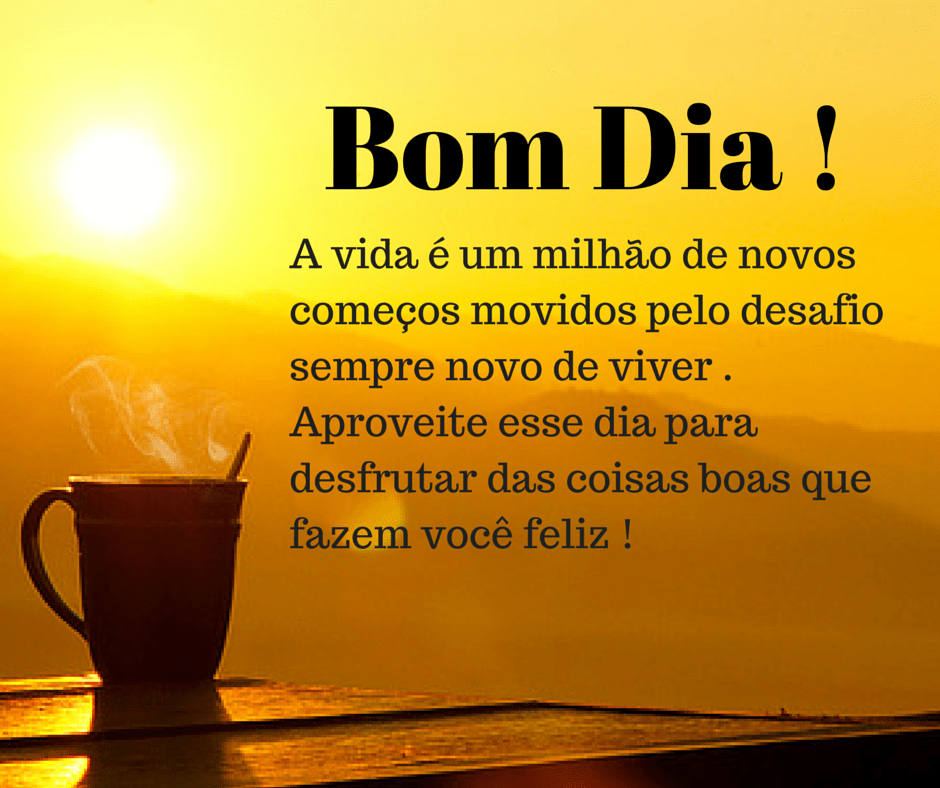 Bom Dia !
A vida é um milhão de novos
começos movidos pelo desafio
sempre novo de viver .
Aproveite esse dia para
desfrutar das coisas boas que
fazem você feliz !